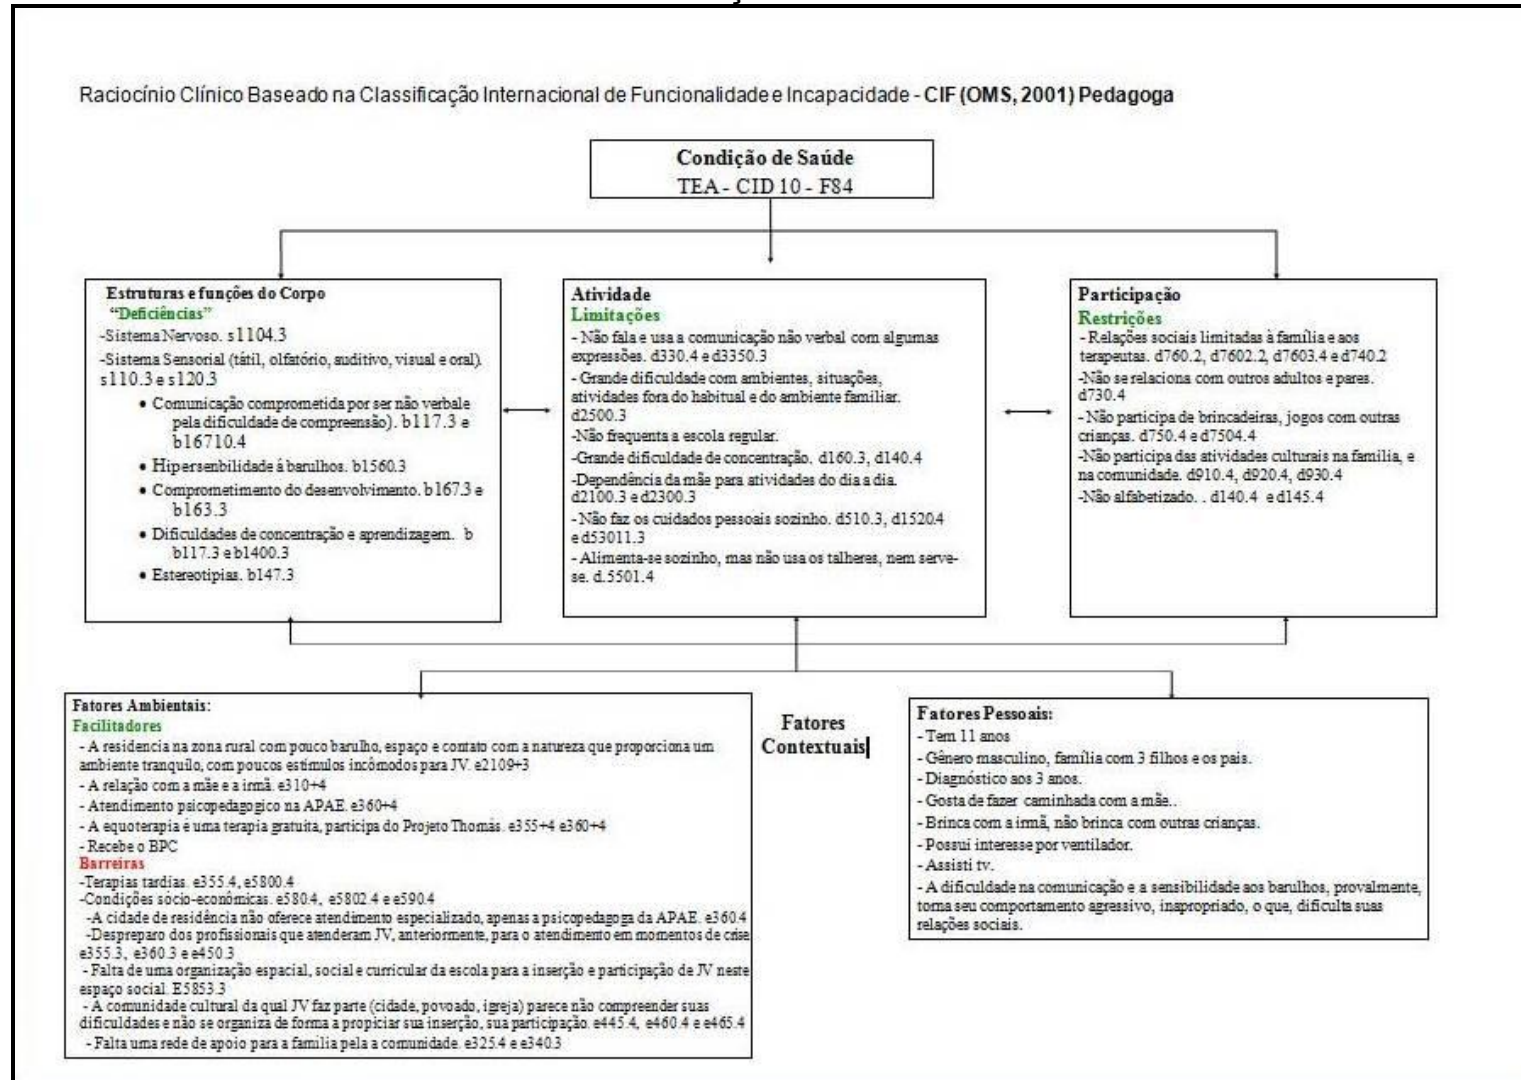 Raciocínio Clínico Baseado na Classificação Internacional de Funcionalidade e Incapacidade - CIF (OMS, 2001) Pedagoga
Condição de Saúde
TEA - CID 10 - F84
Estruturas e funções do Corpo
“Deficiências”
-Sistema Nervoso. s1104.3
-Sistema Sensorial (tátil, olfatório, auditivo, visual e oral).
s110.3 e s120.3
• Comunicação comprometida por ser não verbal e
pela dificuldade de compreensão). b117.3 e
b16710.4
• Hipersenbilidade á barulhos. b1560.3
• Comprometimento do desenvolvimento. b167.3 e
b163.3
• Dificuldades de concentração e aprendizagem. b
b117.3 e b1400.3
• Estereotipias. b147.3
Atividade
Limitações
- Não fala e usa a comunicação não verbal com algumas
expressões. d330.4 e d3350.3
- Grande dificuldade com ambientes, situações,
atividades fora do habitual e do ambiente familiar.
d2500.3
-Não frequenta a escola regular.
-Grande dificuldade de concentração. d160.3, d140.4
-Dependência da mãe para atividades do dia a dia.
d2100.3 e d2300.3
-Não faz os cuidados pessoais sozinho. d510.3, d1520.4
e d53011.3
- Alimenta-se sozinho, mas não usa os talheres, nem serve-
se. d.5501.4
Participação
Restrições
- Relações sociais limitadas à família e aos
terapeutas. d760.2, d7602.2, d7603.4 e d740.2
-Não se relaciona com outros adultos e pares.
d730.4
- Não participa de brincadeiras, jogos com outras
crianças. d750.4 e d7504.4
-Não participa das atividades culturais na família, e
na comunidade. d910.4, d920.4, d930.4
-Não alfabetizado. . d140.4 e d145.4
Fatores Ambientais:
Facilitadores
- A residencia na zona rural com pouco barulho, espaço e contato com a natureza que proporciona um
ambiente tranquilo, com poucos estímulos incômodos para JV. e2109+3
- A relação com a mãe e a irmã. e310+4
- Atendimento psicopedagogico na APAE. e360+4
- A equoterapia é uma terapia gratuita, participa do Projeto Thomás. e355+4 e360+4
- Recebe o BPC
Barreiras
-Terapias tardias. e355.4, e5800.4
-Condições sócio-econômicas. e580.4, e5802.4 e e590.4
-A cidade de residência não oferece atendimento especializado, apenas a psicopedagoga da APAE. e360.4
-Despreparo dos profissionais que atenderam JV, anteriormente, para o atendimento em momentos de crise
e355.3, e360.3 e e450.3
- Falta de uma organização espacial, social e curricular da escola para a inserção e participação de JV neste
espaço social. E5853.3
- A comunidade cultural da qual JV faz parte (cidade, povoado, igreja) parece não compreender suas
dificuldades e não se organiza de forma a propiciar sua inserção, sua participação. e445.4, e460.4 e e465.4
- Falta uma rede de apoio para a família pela a comunidade. e325.4 e e340.3
Fatores
Contextuais
Fatores Pessoais:
- Tem 11 anos
- Gênero masculino, família com 3 filhos e os pais.
- Diagnóstico aos 3 anos.
- Gosta de fazer caminhada com a mãe..
- Brinca com a irmã, não brinca com outras crianças.
- Possui interesse por ventilador.
- Assisti tv.
- A dificuldade na comunicação e a sensibilidade aos barulhos, provalmente,
torna seu comportamento agressivo, inapropriado, o que, dificulta suas
relações sociais.